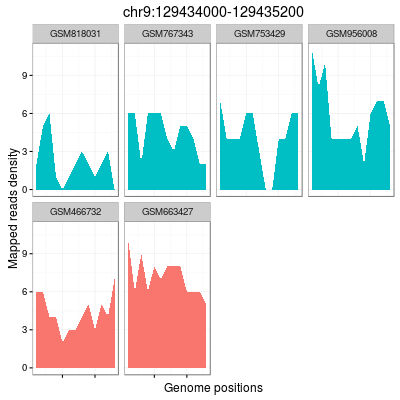 chr9:129434000-129435200
GSM818031 GSM767343 GSM753429 GSM956008
9
6
3
0
GSM466732 GSM663427
9
6
3
0
Mapped reads density
Genome positions